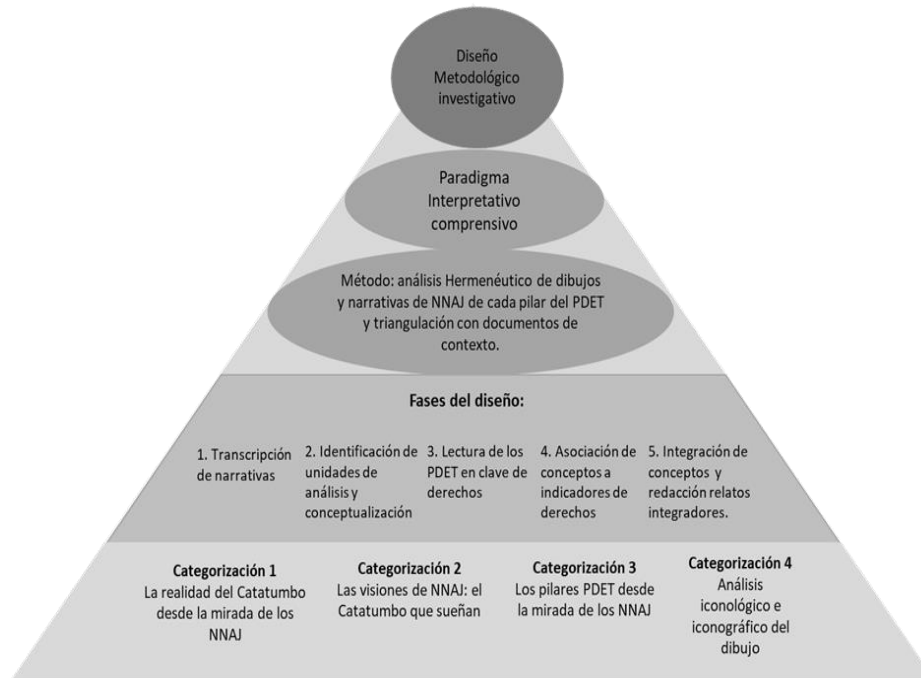 Diseño
Metodológico
investigativo
Paradigma
Interpretativo
comprensivo
Método: análisis Hermenéutico de dibujos
y narrativas de NNAJ de cada pilar del PDET
y triangulación con documentos de
contexto.
Fases del diseño:
1. Transcripción
de narrativas
2. Identificación de
unidades de
análisis y
conceptualización
3. Lectura de los
PDET en clave de
derechos
4. Asociación de
conceptos a
indicadores de
derechos
5. Integración de
conceptos y
redacción relatos
integradores.
Categorización 1
La realidad del Catatumbo
desde la mirada de los
NNAJ
Categorización 2
Las visiones de NNAJ: el
Catatumbo que sueñan
Categorización 3
Los pilares PDET desde
la mirada de los NNAJ
Categorización 4
Análisis
iconológico e
iconográfico del
dibujo